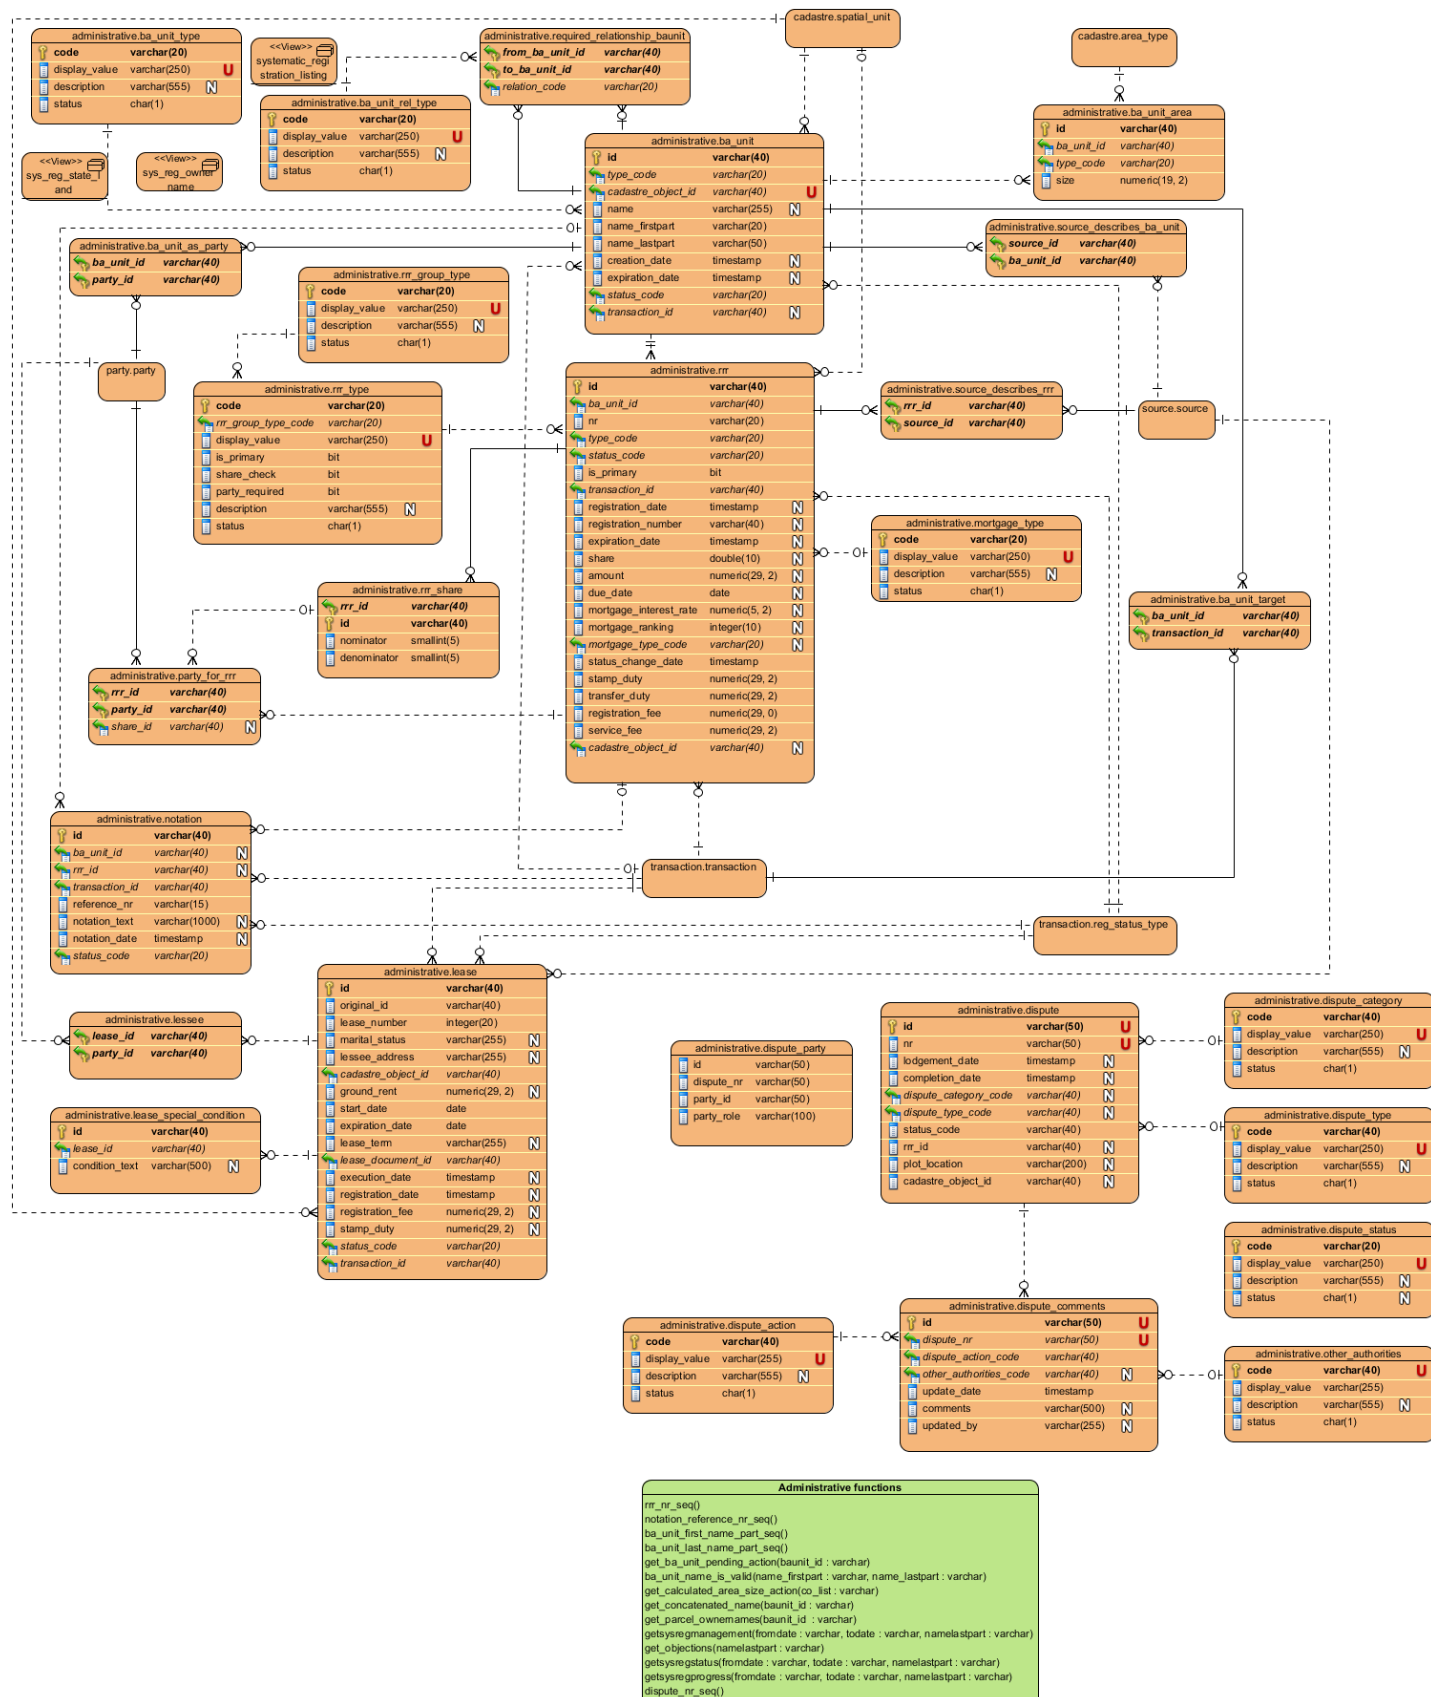 cadastre.spatial_unit
administrative.ba_unit_type
code varchar(20)
display_value varchar(250) U
description varchar(555) N
status char(1)
<<View>>
systematic_regi
stration_listing
administrative.required_relationship_baunit
from_ba_unit_id varchar(40)
to_ba_unit_id varchar(40)
relation_code varchar(20)
cadastre.area_type
administrative.ba_unit_rel_type
code varchar(20)
display_value varchar(250) U
description varchar(555) N
status char(1)
administrative.ba_unit_area
id varchar(40)
ba_unit_id varchar(40)
type_code varchar(20)
size numeric(19, 2)
<<View>>
sys_reg_state_l
and
<<View>>
sys_reg_owner
name
administrative.ba_unit
id varchar(40)
type_code varchar(20)
cadastre_object_id varchar(40) U
name varchar(255) N
name_firstpart varchar(20)
name_lastpart varchar(50)
creation_date timestamp N
expiration_date timestamp N
status_code varchar(20)
transaction_id varchar(40) N
administrative.source_describes_ba_unit
source_id varchar(40)
ba_unit_id varchar(40)
administrative.ba_unit_as_party
ba_unit_id varchar(40)
party_id varchar(40)
administrative.rrr_group_type
code varchar(20)
display_value varchar(250) U
description varchar(555) N
status char(1)
party.party
administrative.rrr_type
code varchar(20)
rrr_group_type_code varchar(20)
display_value varchar(250) U
is_primary bit
share_check bit
party_required bit
description varchar(555) N
status char(1)
administrative.rrr
id varchar(40)
ba_unit_id varchar(40)
nr varchar(20)
type_code varchar(20)
status_code varchar(20)
is_primary bit
transaction_id varchar(40)
registration_date timestamp N
registration_number varchar(40) N
expiration_date timestamp N
share double(10) N
amount numeric(29, 2) N
due_date date N
mortgage_interest_rate numeric(5, 2) N
mortgage_ranking integer(10) N
mortgage_type_code varchar(20) N
status_change_date timestamp
stamp_duty numeric(29, 2)
transfer_duty numeric(29, 2)
registration_fee numeric(29, 0)
service_fee numeric(29, 2)
cadastre_object_id varchar(40) N
administrative.source_describes_rrr
rrr_id varchar(40)
source_id varchar(40)
source.source
administrative.mortgage_type
code varchar(20)
display_value varchar(250) U
description varchar(555) N
status char(1)
administrative.rrr_share
rrr_id varchar(40)
id varchar(40)
nominator smallint(5)
denominator smallint(5)
administrative.ba_unit_target
ba_unit_id varchar(40)
transaction_id varchar(40)
administrative.party_for_rrr
rrr_id varchar(40)
party_id varchar(40)
share_id varchar(40) N
administrative.notation
id varchar(40)
ba_unit_id varchar(40) N
rrr_id varchar(40) N
transaction_id varchar(40)
reference_nr varchar(15)
notation_text varchar(1000) N
notation_date timestamp N
status_code varchar(20)
transaction.transaction
transaction.reg_status_type
administrative.lease
id varchar(40)
original_id varchar(40)
lease_number integer(20)
marital_status varchar(255) N
lessee_address varchar(255) N
cadastre_object_id varchar(40)
ground_rent numeric(29, 2) N
start_date date
expiration_date date
lease_term varchar(255) N
lease_document_id varchar(40)
execution_date timestamp N
registration_date timestamp N
registration_fee numeric(29, 2) N
stamp_duty numeric(29, 2) N
status_code varchar(20)
transaction_id varchar(40)
administrative.lessee
lease_id varchar(40)
party_id varchar(40)
administrative.lease_special_condition
id varchar(40)
lease_id varchar(40)
condition_text varchar(500) N
administrative.dispute_party
id varchar(50)
dispute_nr varchar(50)
party_id varchar(50)
party_role varchar(100)
administrative.dispute
id varchar(50) U
nr varchar(50) U
lodgement_date timestamp N
completion_date timestamp N
dispute_category_code varchar(40) N
dispute_type_code varchar(40) N
status_code varchar(40)
rrr_id varchar(40) N
plot_location varchar(200) N
cadastre_object_id varchar(40) N
administrative.dispute_category
code varchar(40)
display_value varchar(250) U
description varchar(555) N
status char(1)
administrative.dispute_type
code varchar(40)
display_value varchar(250) U
description varchar(555) N
status char(1)
administrative.dispute_status
code varchar(20)
display_value varchar(250) U
description varchar(555) N
status char(1) N
administrative.dispute_comments
id varchar(50) U
dispute_nr varchar(50) U
dispute_action_code varchar(40)
other_authorities_code varchar(40) N
update_date timestamp
comments varchar(500) N
updated_by varchar(255) N
administrative.dispute_action
code varchar(40)
display_value varchar(255) U
description varchar(555) N
status char(1)
administrative.other_authorities
code varchar(40) U
display_value varchar(255)
description varchar(555) N
status char(1)
Administrative functions
rrr_nr_seq()
notation_reference_nr_seq()
ba_unit_first_name_part_seq()
ba_unit_last_name_part_seq()
get_ba_unit_pending_action(baunit_id : varchar)
ba_unit_name_is_valid(name_firstpart : varchar, name_lastpart : varchar)
get_calculated_area_size_action(co_list : varchar)
get_concatenated_name(baunit_id : varchar)
get_parcel_ownernames(baunit_id : varchar)
getsysregmanagement(fromdate : varchar, todate : varchar, namelastpart : varchar)
get_objections(namelastpart : varchar)
getsysregstatus(fromdate : varchar, todate : varchar, namelastpart : varchar)
getsysregprogress(fromdate : varchar, todate : varchar, namelastpart : varchar)
dispute_nr_seq()